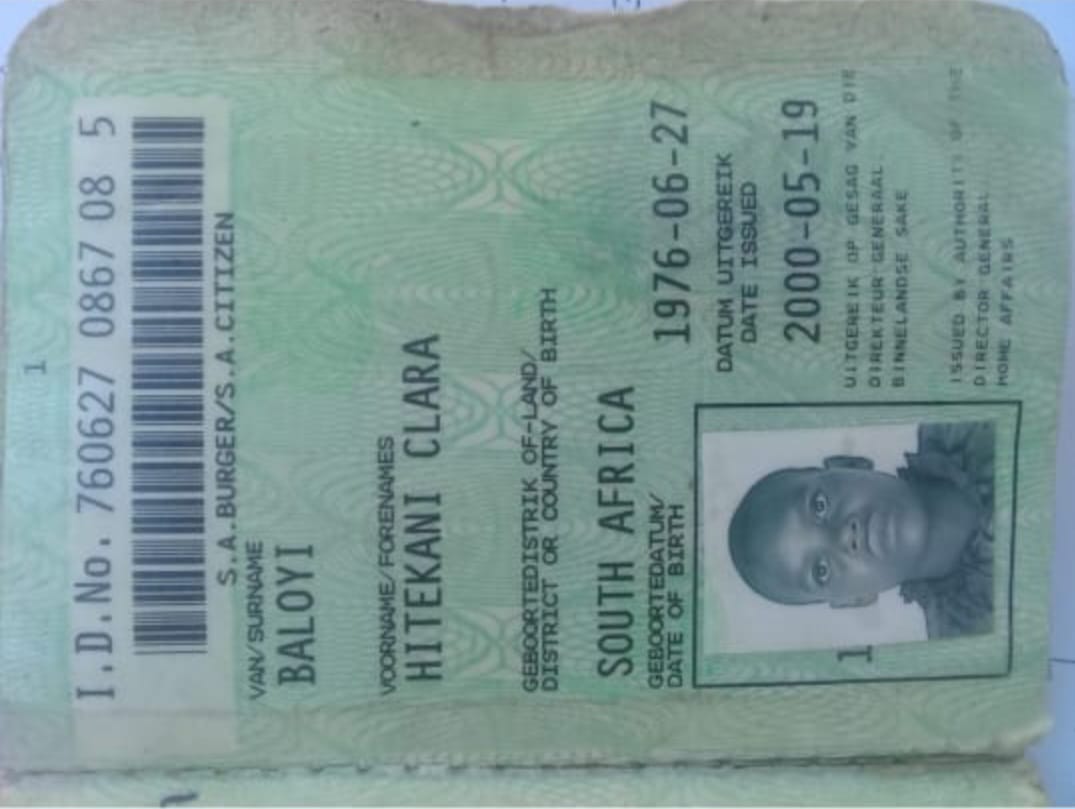 1
I.D.No. 760627 0867 08 5
S.A.BURGER/S.A.CITIZEN
VAN/SURNAME
BALOYI
VOORNAME/FORENAMES
HITEKANI CLARA
GEBOORTEDISTRIK OF-LAND/
DISTRICT OR COUNTRY OF BIRTH
SOUTH AFRICA
GEBOORTEDATUM/
DATE OF BIRTH
1976-06-27
DATUM UITGEREIK
DATE ISSUED
2000-05-19
UITGEREIK OP GESAG VAN DIE
DIREKTEUR-GENERAAL
BINNELANDSE SAKE
ISSUED BY AUTHORITY OF THE
DIRECTOR GENERAL
HOME AFFAIRS
1